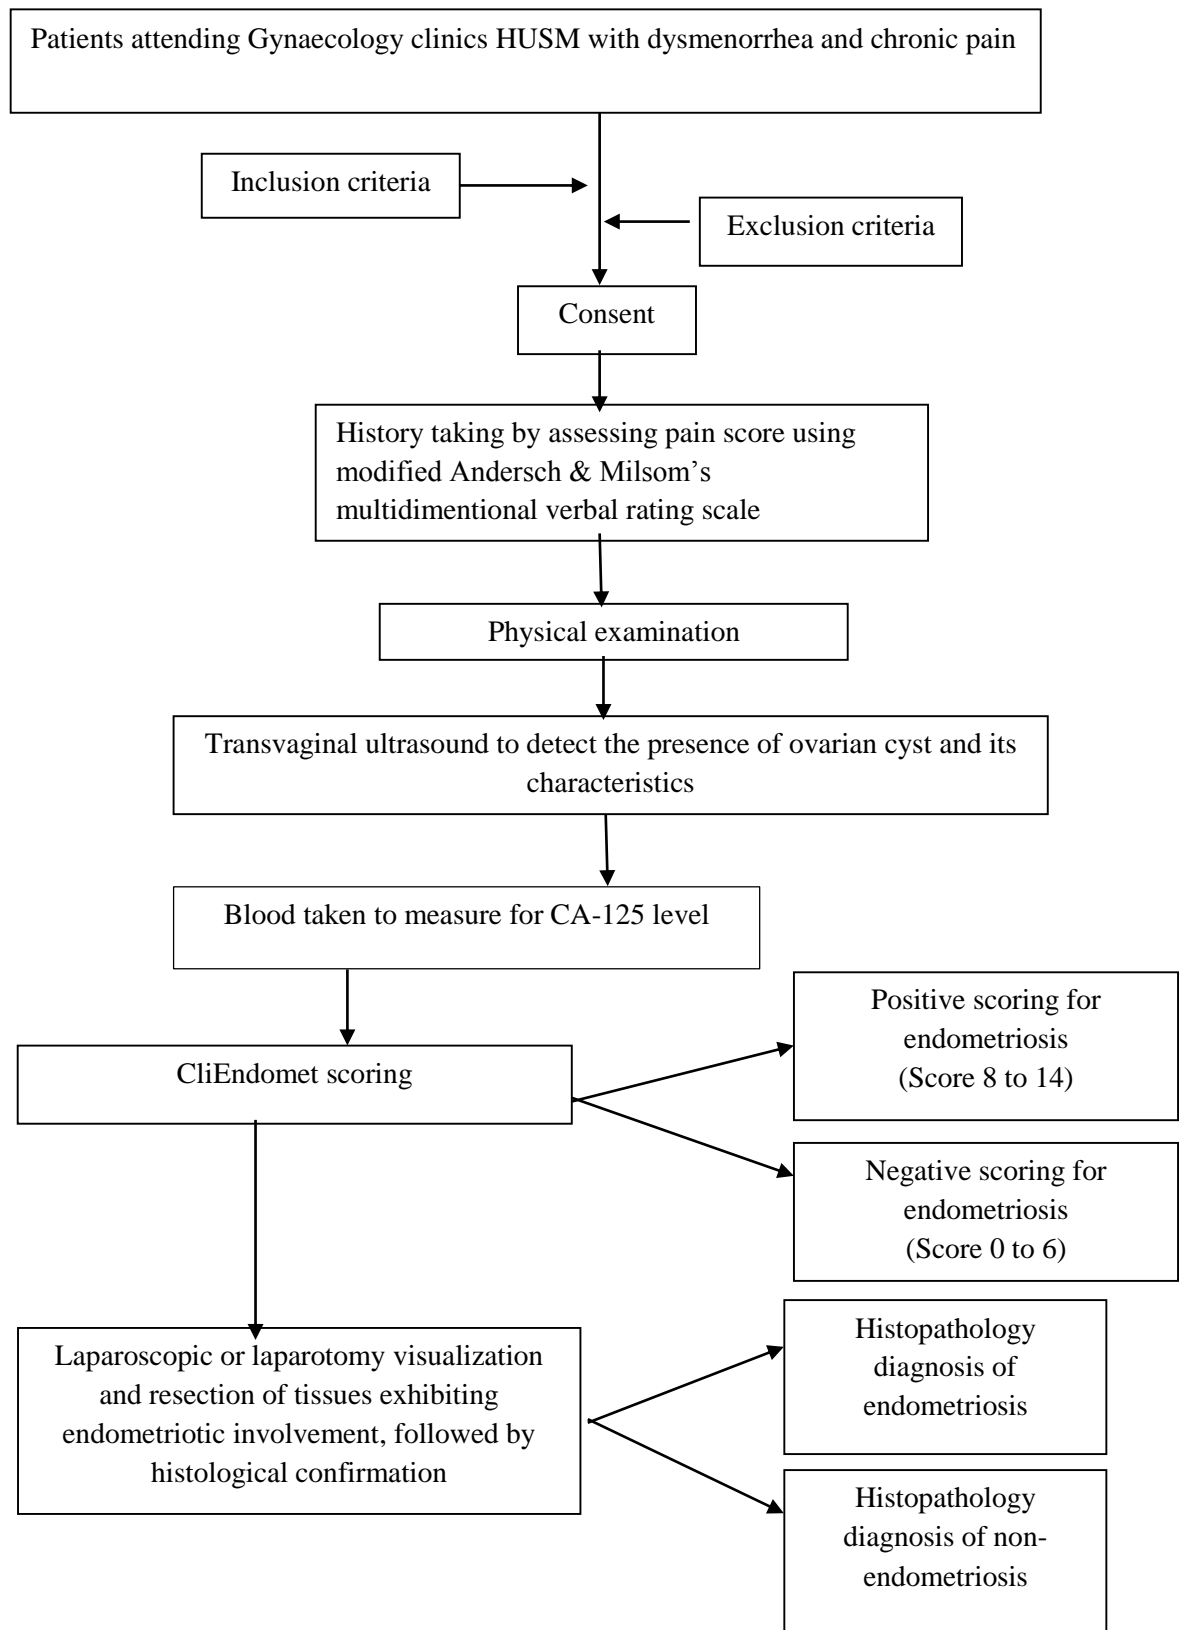 Patients attending Gynaecology clinics HUSM with dysmenorrhea and chronic pain
Inclusion criteria
Exclusion criteria
Consent
History taking by assessing pain score using
modified Andersch & Milsom’s
multidimentional verbal rating scale
Physical examination
Transvaginal ultrasound to detect the presence of ovarian cyst and its
characteristics
Blood taken to measure for CA-125 level
CliEndomet scoring
Positive scoring for
endometriosis
(Score 8 to 14)
Negative scoring for
endometriosis
(Score 0 to 6)
Laparoscopic or laparotomy visualization
and resection of tissues exhibiting
endometriotic involvement, followed by
histological confirmation
Histopathology
diagnosis of
endometriosis
Histopathology
diagnosis of non-
endometriosis